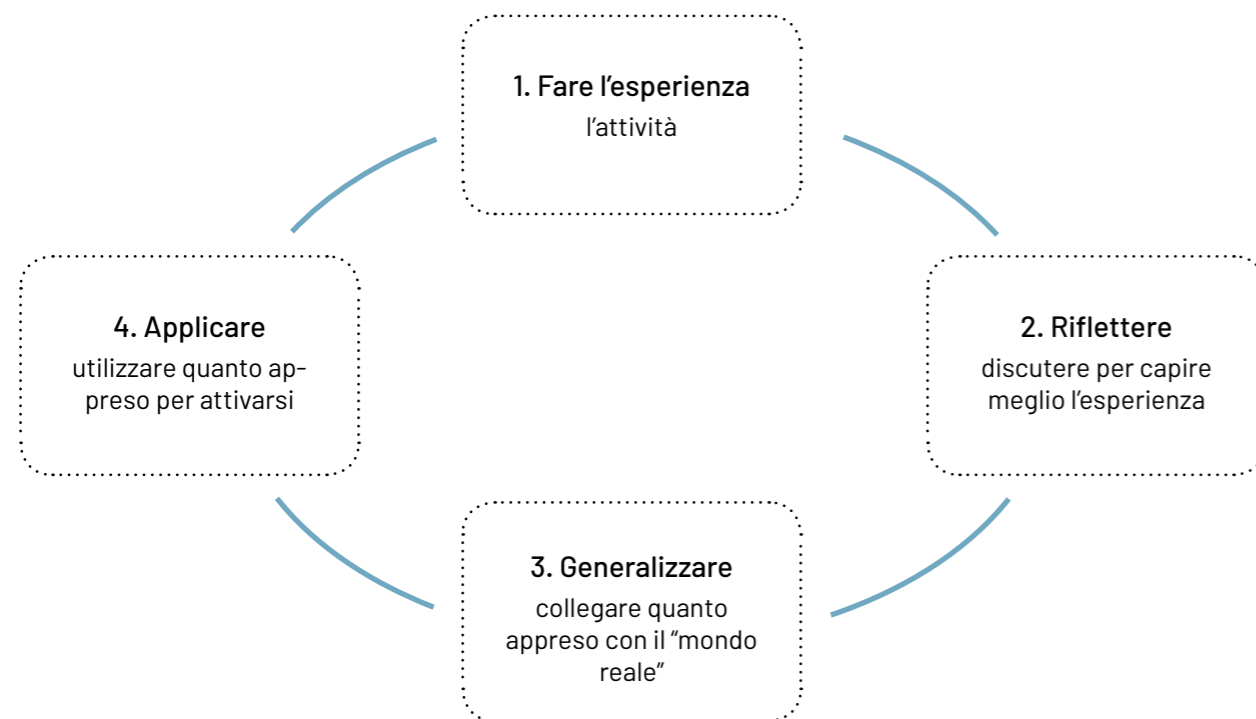 1. Fare l’esperienza
l’attività
4. Applicare
utilizzare quanto ap-
preso per attivarsi
2. Riflettere
discutere per capire
meglio l’esperienza
3. Generalizzare
collegare quanto
appreso con il “mondo
reale”